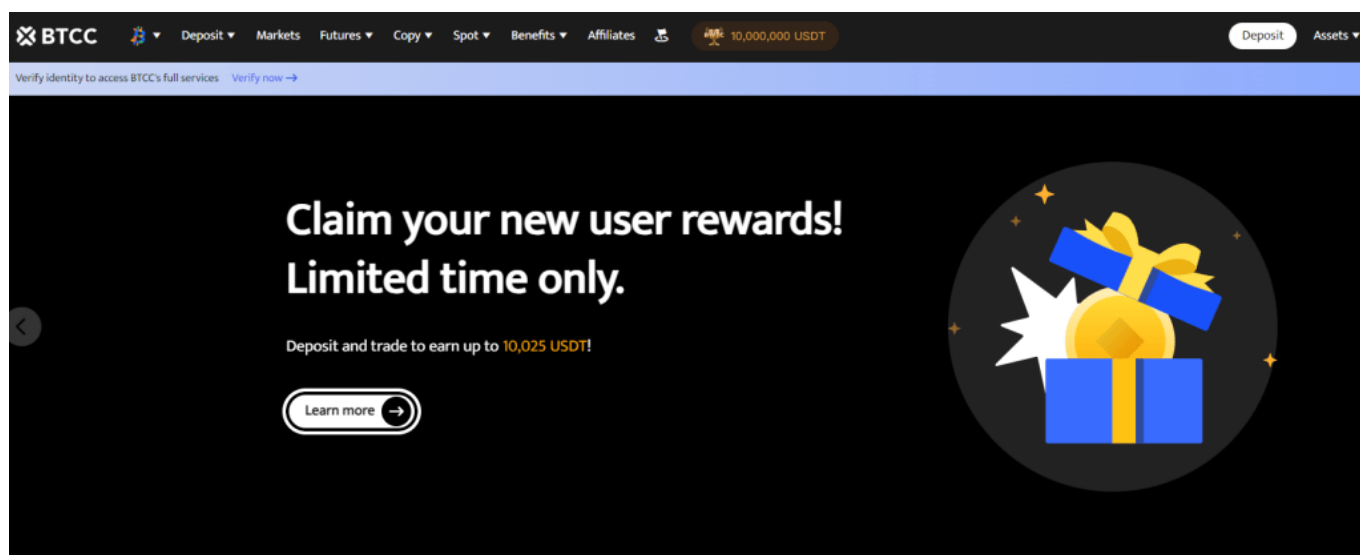 BTCC Deposit Markets Futures Copy Spot Benefits Affiliates 10,000,000 USDT Deposit Assets
Verify identity to access BTCC's full services Verify now →
Claim your new user rewards!
Limited time only.
Deposit and trade to earn up to 10,025 USDT!
Learn more →